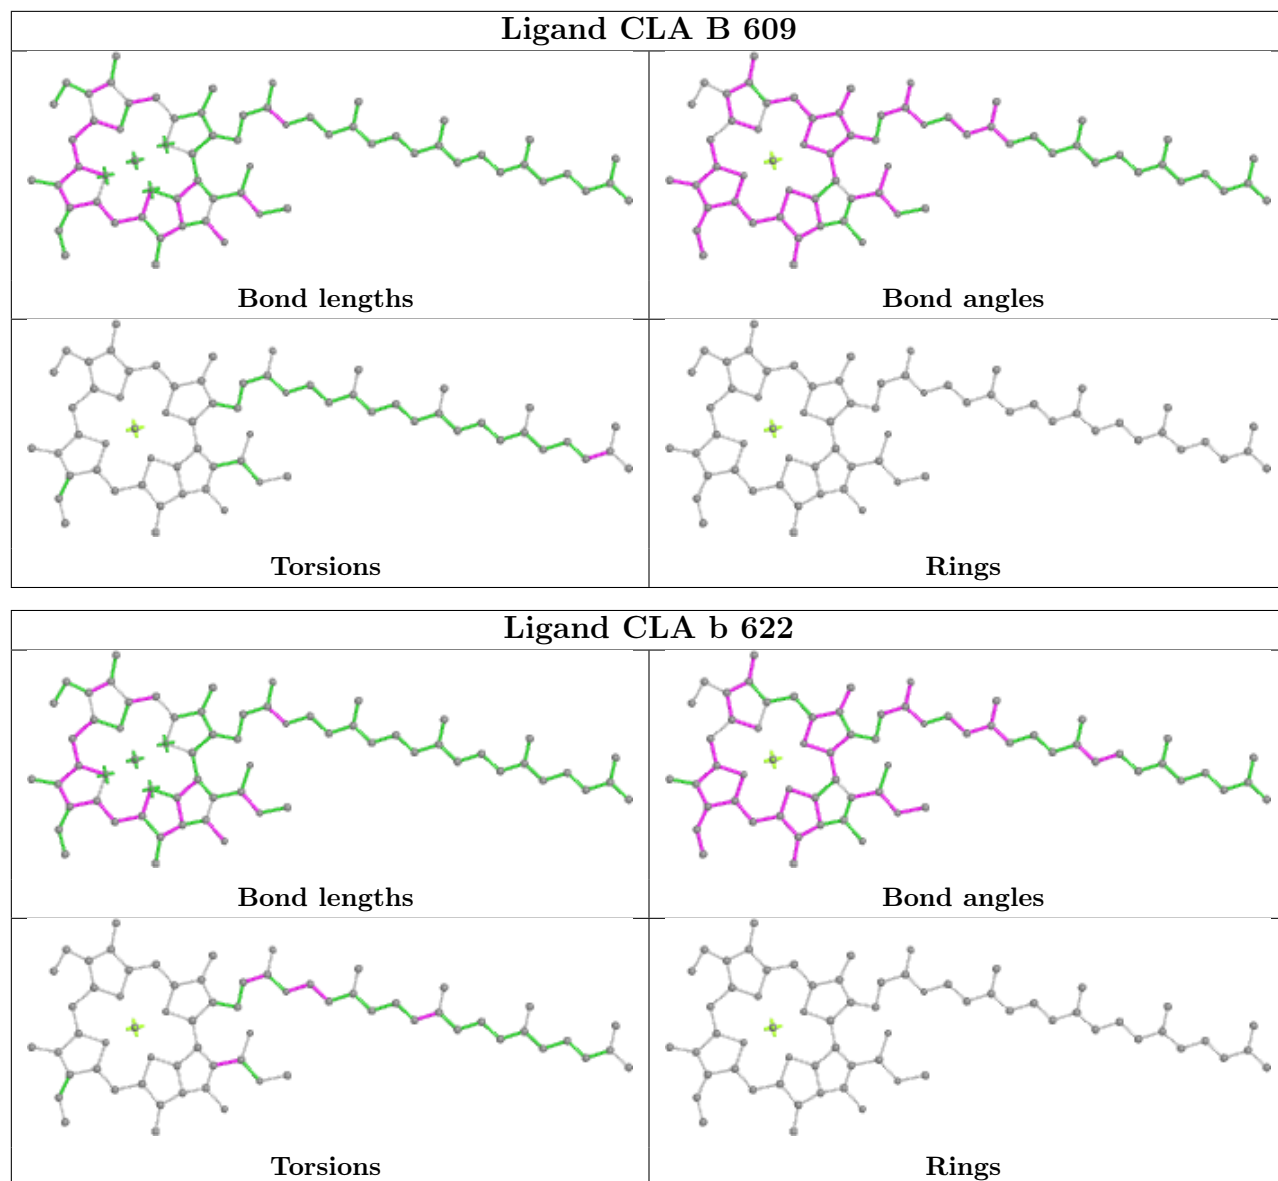 Ligand CLA B 609
Bond lengths
Bond angles
Torsions
Rings
Ligand CLA b 622
Bond lengths
Bond angles
Torsions
Rings